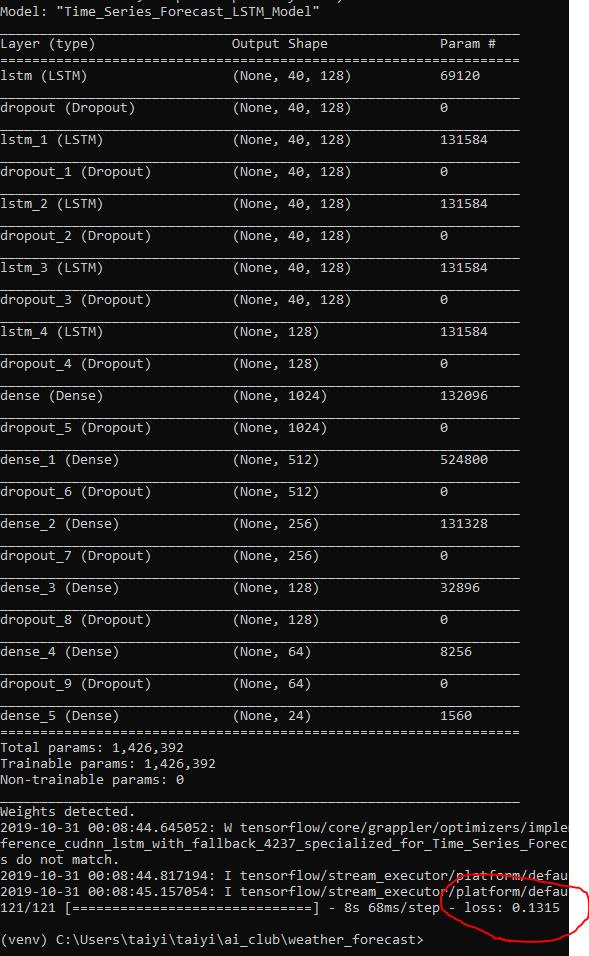 Model: "Time_Series_Forecast_LSTM_Model"
Layer (type) Output Shape Param #
lstm (LSTM) (None, 40, 128) 69120
dropout (Dropout) (None, 40, 128) 0
lstm_1 (LSTM) (None, 40, 128) 131584
dropout_1 (Dropout) (None, 40, 128) 0
lstm_2 (LSTM) (None, 40, 128) 131584
dropout_2 (Dropout) (None, 40, 128) 0
lstm_3 (LSTM) (None, 40, 128) 131584
dropout_3 (Dropout) (None, 40, 128) 0
lstm_4 (LSTM) (None, 128) 131584
dropout_4 (Dropout) (None, 128) 0
dense (Dense) (None, 1024) 132096
dropout_5 (Dropout) (None, 1024) 0
dense_1 (Dense) (None, 512) 524800
dropout_6 (Dropout) (None, 512) 0
dense_2 (Dense) (None, 256) 131328
dropout_7 (Dropout) (None, 256) 0
dense_3 (Dense) (None, 128) 32896
dropout_8 (Dropout) (None, 128) 0
dense_4 (Dense) (None, 64) 8256
dropout_9 (Dropout) (None, 64) 0
dense_5 (Dense) (None, 24) 1560
Total params: 1,426,392
Trainable params: 1,426,392
Non-trainable params: 0
Weights detected.
2019-10-31 00:08:44.645052: W tensorflow/core/grappler/optimizers/imple
ference_cudnn_lstm_with_fallback_4237_specialized_for_Time_Series_Forec
s do not match.
2019-10-31 00:08:44.817194: I tensorflow/stream_executor/platform/defau
2019-10-31 00:08:45.157054: I tensorflow/stream_executor/platform/defau
121/121 [==============================] - 8s 68ms/step - loss: 0.1315
(venv) C:\Users\taiyi\taiyi\ai_club\weather_forecast>